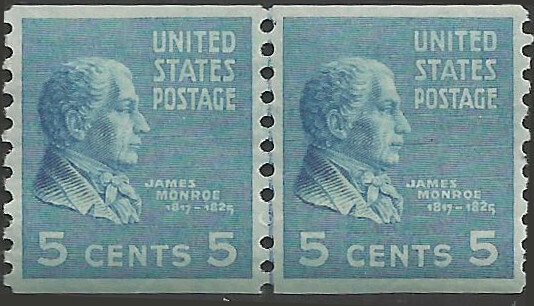 UNITED
STATES
POSTAGE
JAMES
MONROE
1817-1825
5 CENTS 5
UNITED
STATES
POSTAGE
JAMES
MONROE
1817-1825
5 CENTS 5